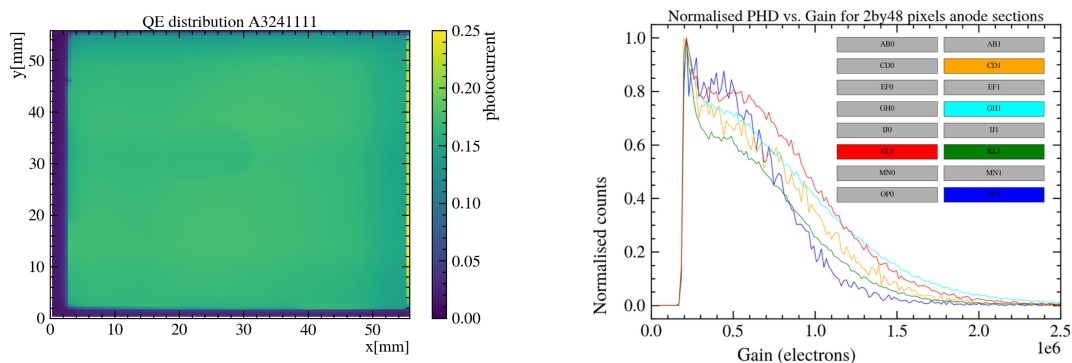 QE distribution A3241111
y[mm]
50
40
30
20
10
0
0 10 20 30 40 50
x[mm]
0.25
0.20
0.15
0.10
0.05
0.00
photocurrent
Normalised PHD vs. Gain for 2by48 pixels anode sections
Normalised counts
1.0
0.8
0.6
0.4
0.2
0.0
0.0 0.5 1.0 1.5 2.0 2.5
1e6
Gain (electrons)
AB0 AB1
CD0 CD1
EF0 EF1
GH0 GH1
IJ0 IJ1
KL0 KL1
MN0 MN1
OP0 OP1